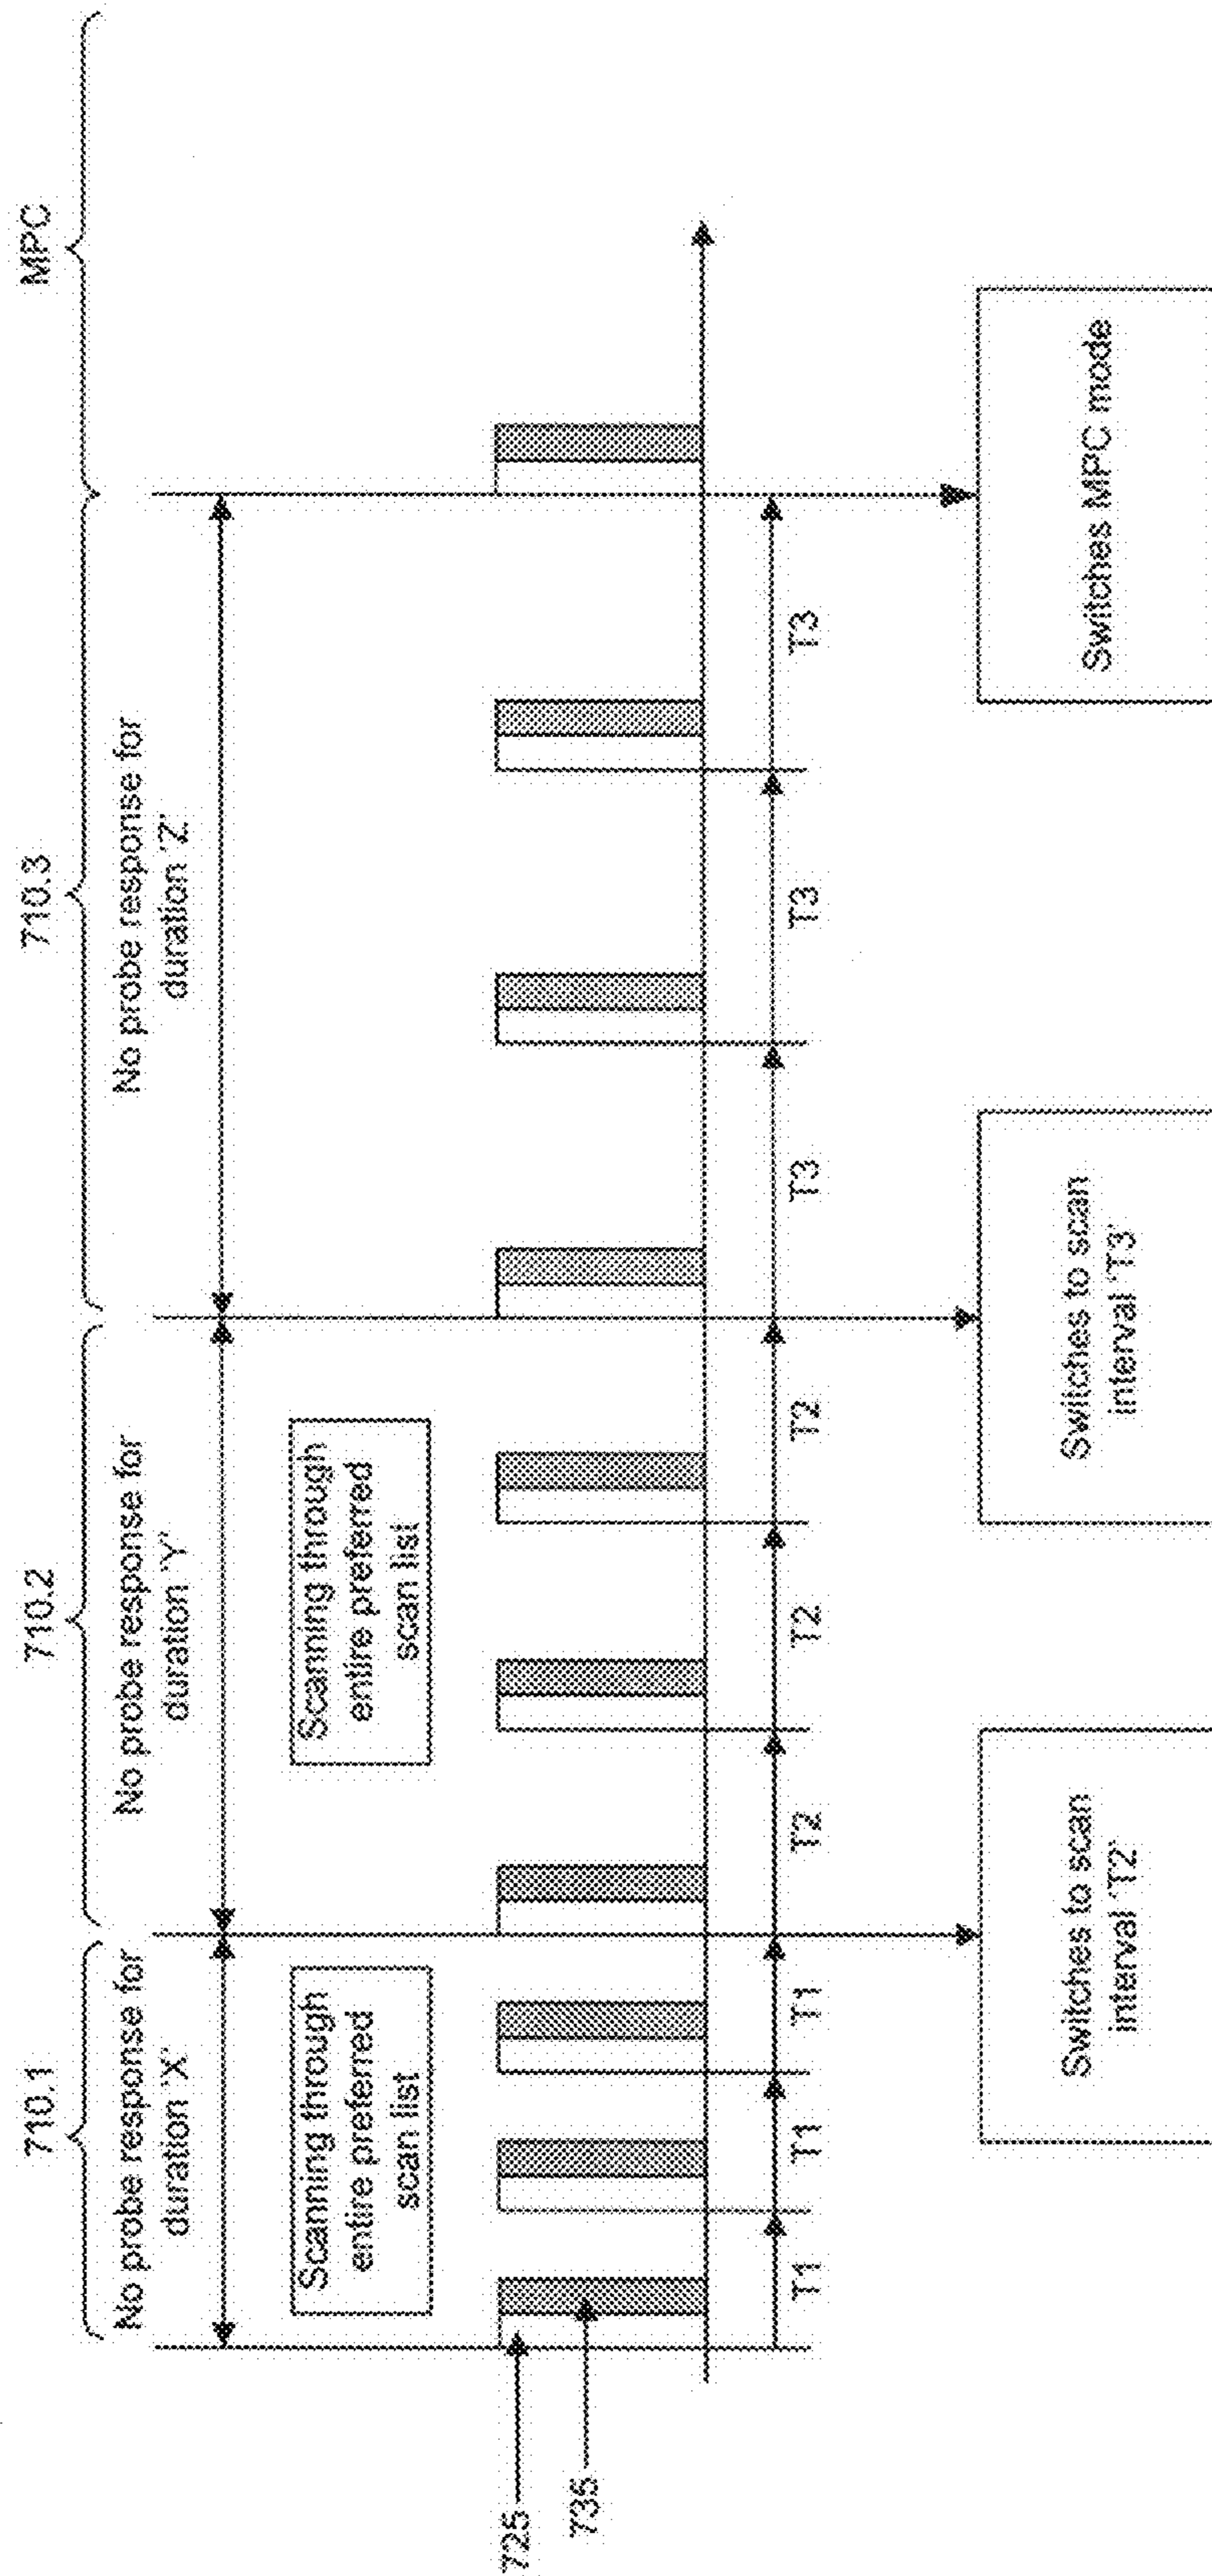 710.1
710.2
710.3
MPC
No probe response for
duration 'X'
No probe response for
duration 'Y'
No probe response for
duration 'Z'
Scanning through
entire preferred
scan list
Scanning through
entire preferred
scan list
725
735
T1
T1
T1
T2
T2
T2
T3
T3
T3
Switches to scan
interval 'T2'
Switches to scan
interval 'T3'
Switches MPC mode